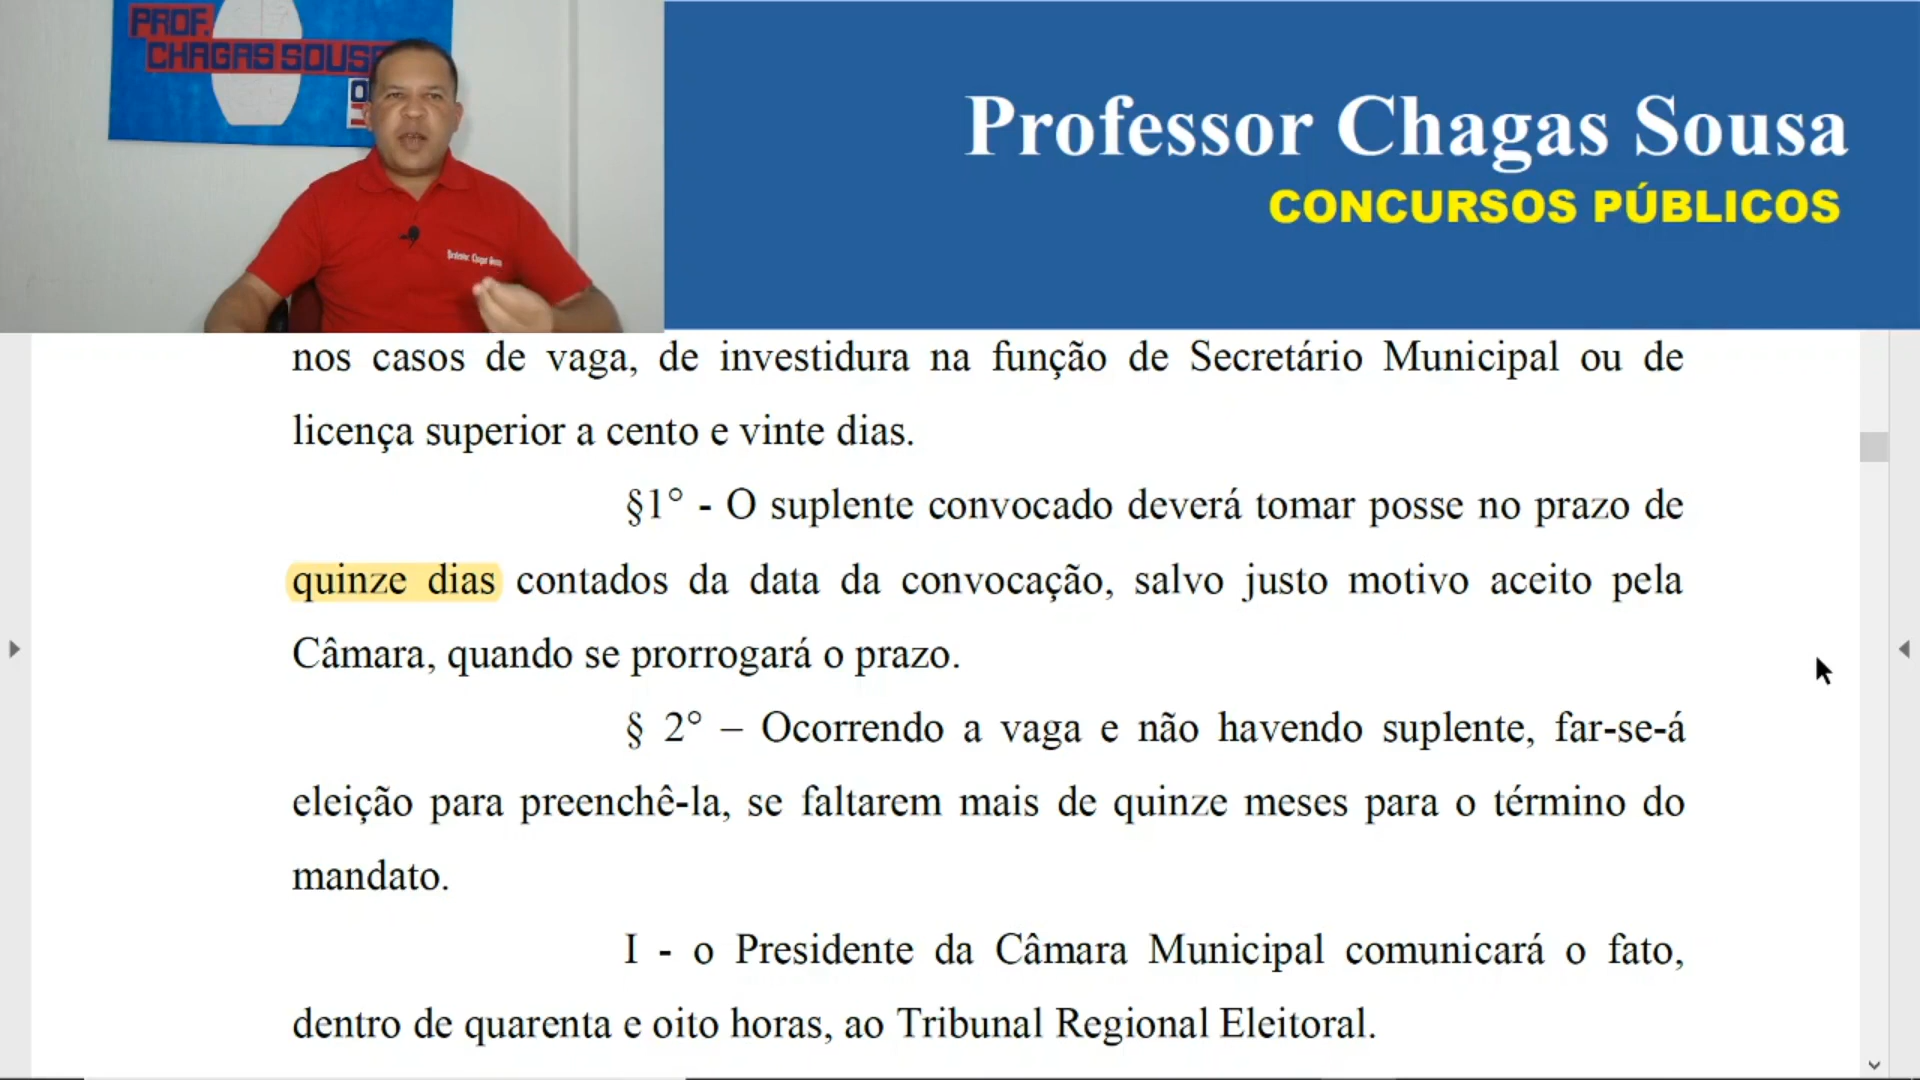 PROF.
CHAGAS SOUS
Professor Chagas Sousa
Professor Chagas Sousa
CONCURSOS PÚBLICOS
nos casos de vaga, de investidura na função de Secretário Municipal ou de
licença superior a cento e vinte dias.
§1° - O suplente convocado deverá tomar posse no prazo de
quinze dias contados da data da convocação, salvo justo motivo aceito pela
Câmara, quando se prorrogará o prazo.
§ 2° – Ocorrendo a vaga e não havendo suplente, far-se-á
eleição para preenchê-la, se faltarem mais de quinze meses para o término do
mandato.
I - o Presidente da Câmara Municipal comunicará o fato,
dentro de quarenta e oito horas, ao Tribunal Regional Eleitoral.